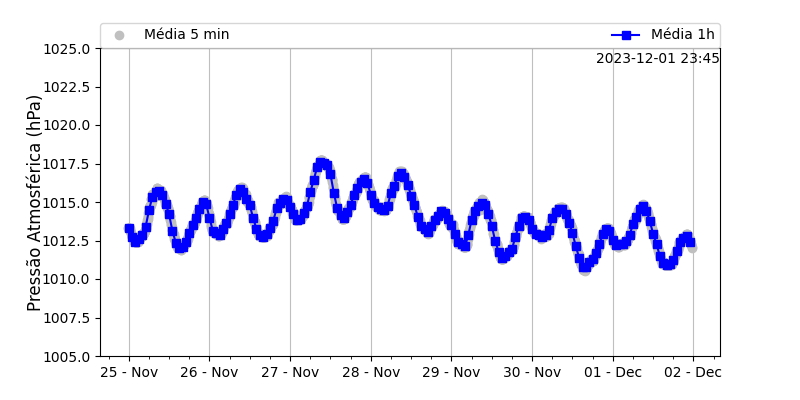 Média 5 min
Média 1h
2023-12-01 23:45
Pressão Atmosférica (hPa)
1025.0
1022.5
1020.0
1017.5
1015.0
1012.5
1010.0
1007.5
1005.0
25 - Nov
26 - Nov
27 - Nov
28 - Nov
29 - Nov
30 - Nov
01 - Dec
02 - Dec